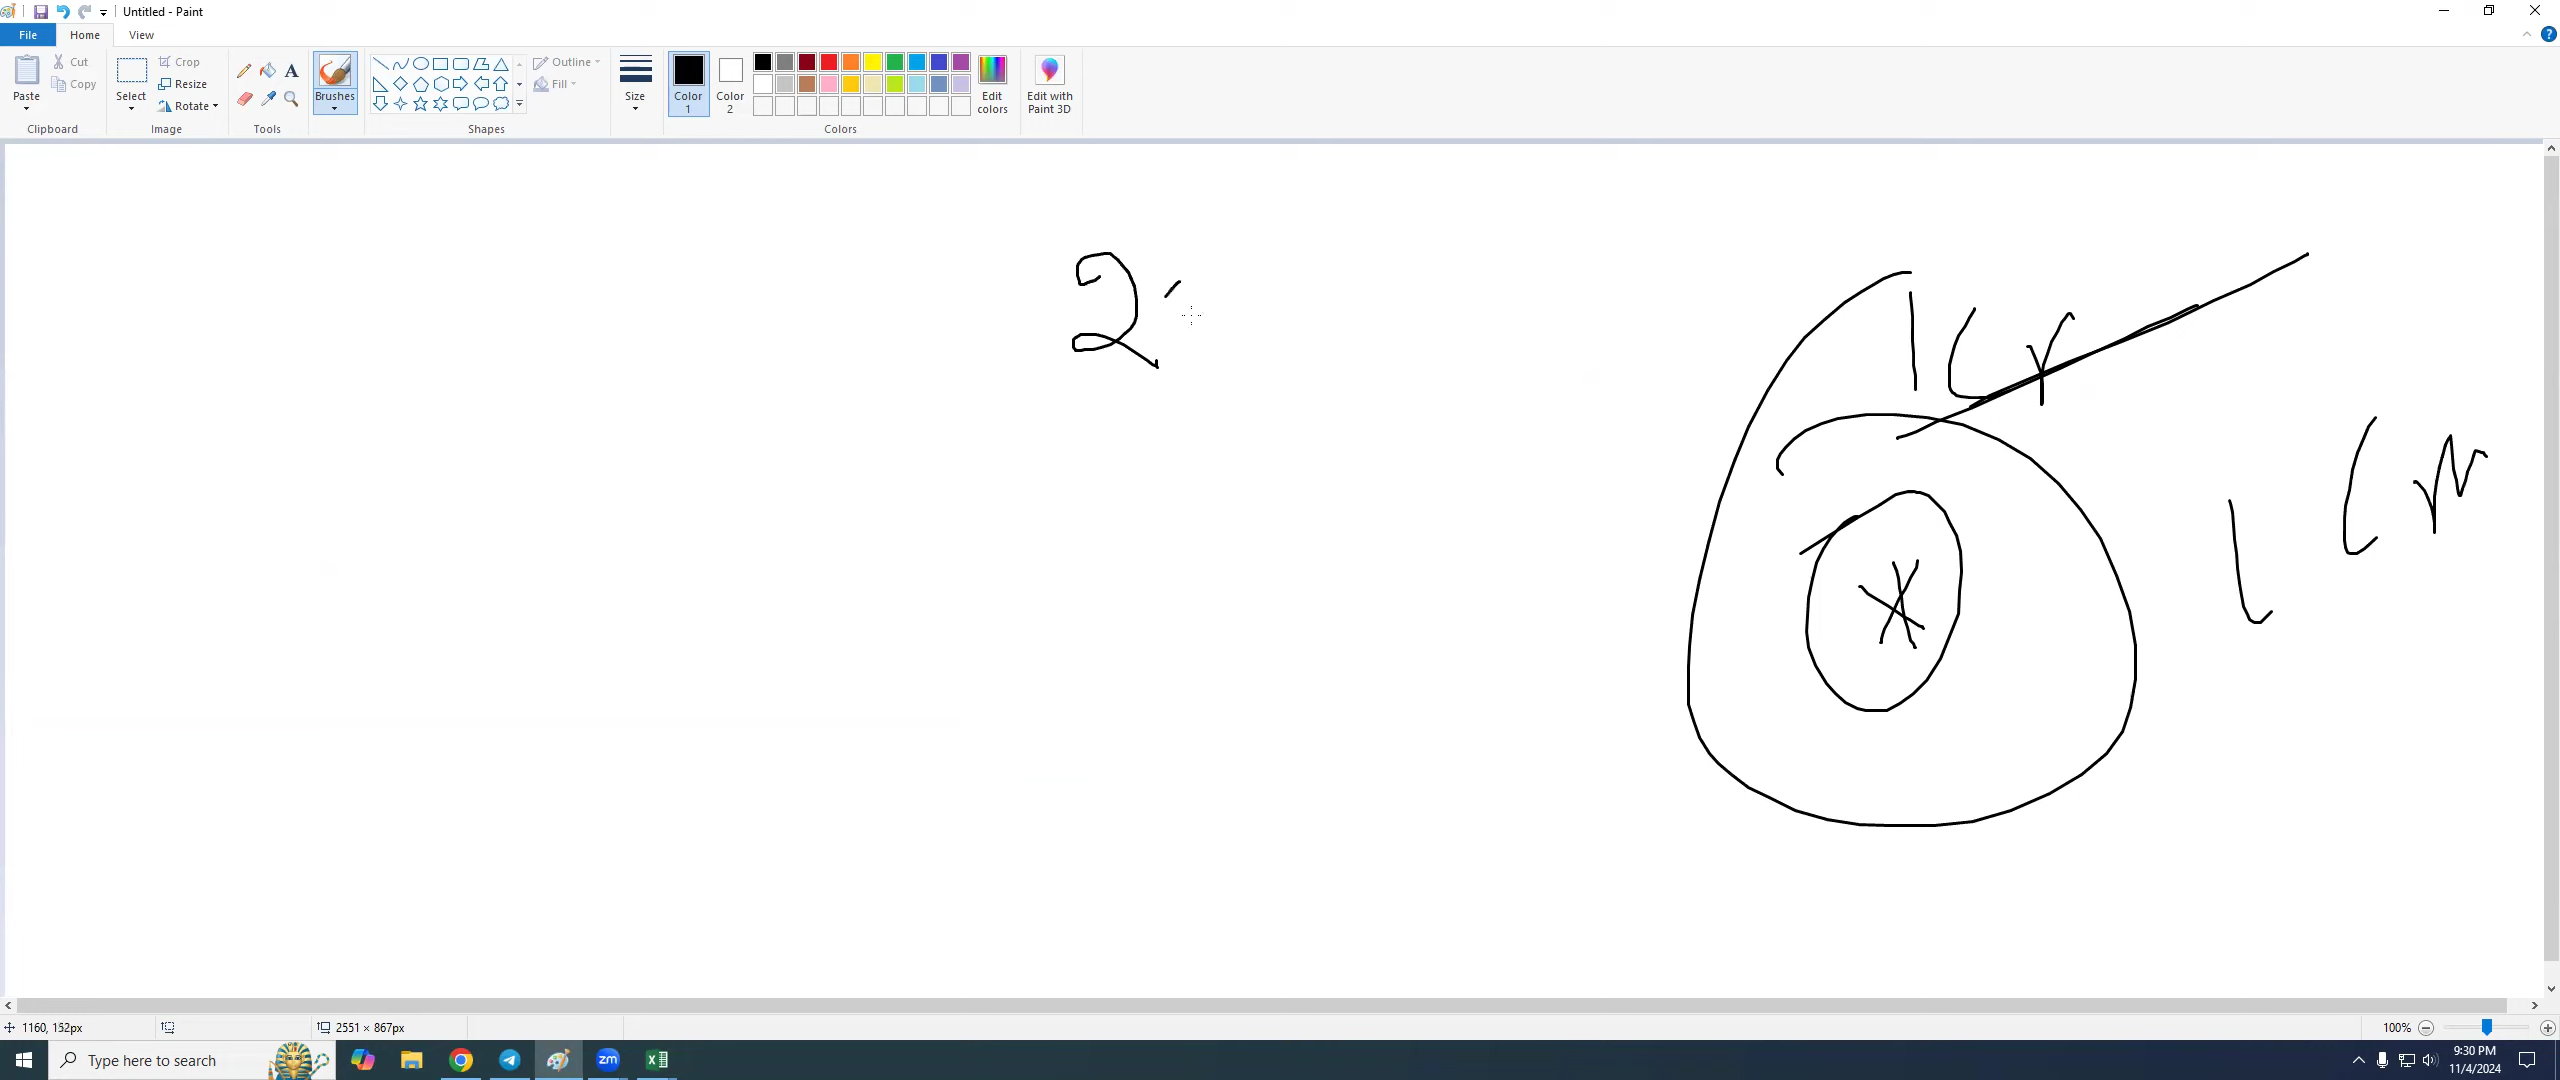 Untitled - Paint
File Home View
Paste Cut Copy Select Crop Resize Rotate Brushes Outline Fill Size Color 1 Color 2 Edit colors Edit with Paint 3D
Clipboard Image Tools Shapes Colors
2
1 C
X
1 Cm
1160, 152px 2551 × 867px 100%
Type here to search zm 9:30 PM
11/4/2024